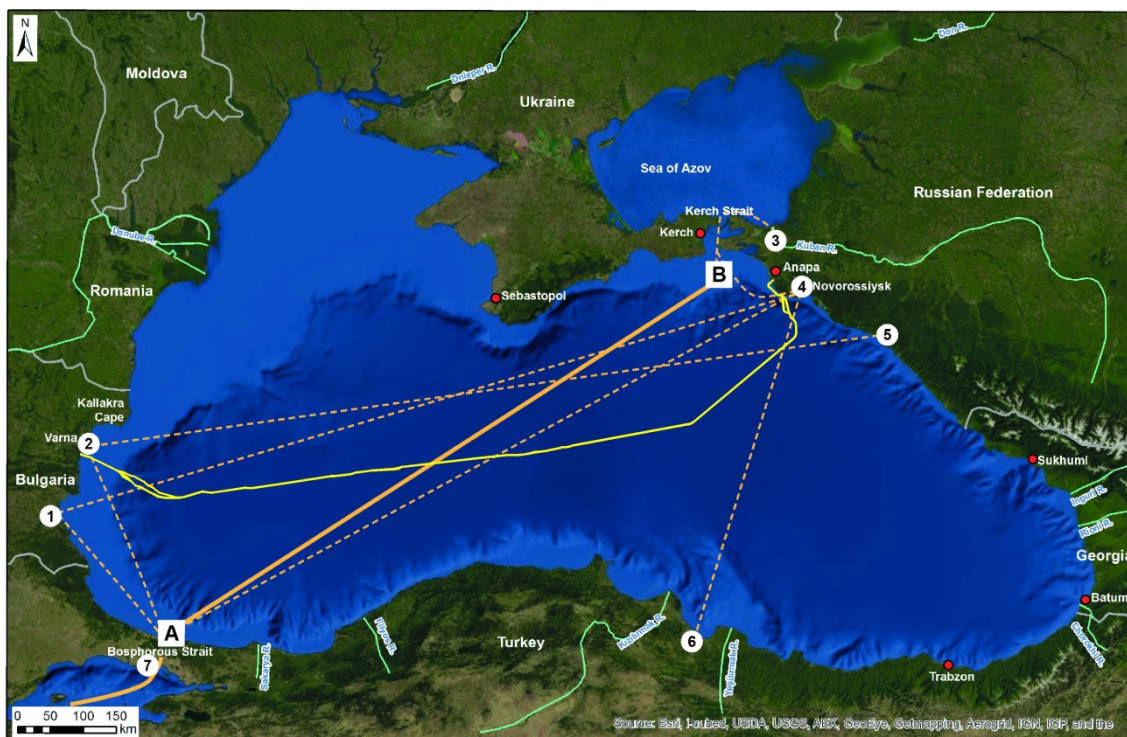 N
Moldova
Dnieper R.
Don R.
Ukraine
Sea of Azov
Russian Federation
Kerch Strait
Kerch
3
Kuban R.
Danube R.
B
Anapa
4
Novorossiysk
Romania
Sebastopol
5
Kallakra
Cape
Varna
2
Sukhumi
Bulgaria
Inguri R.
1
Rioni R.
Georgia
Batum
A
Turkey
Kizilirmak R.
Filyos R.
6
Choroshi R.
Bosphorous Strait
7
Sakarya R.
Yeşilırmak R.
Trabzon
0 50 100 150
km
Source: Esri, i-cubed, USDA, USGS, AEX, GeoEye, Getmapping, Aerogrid, IGN, IGP, and the